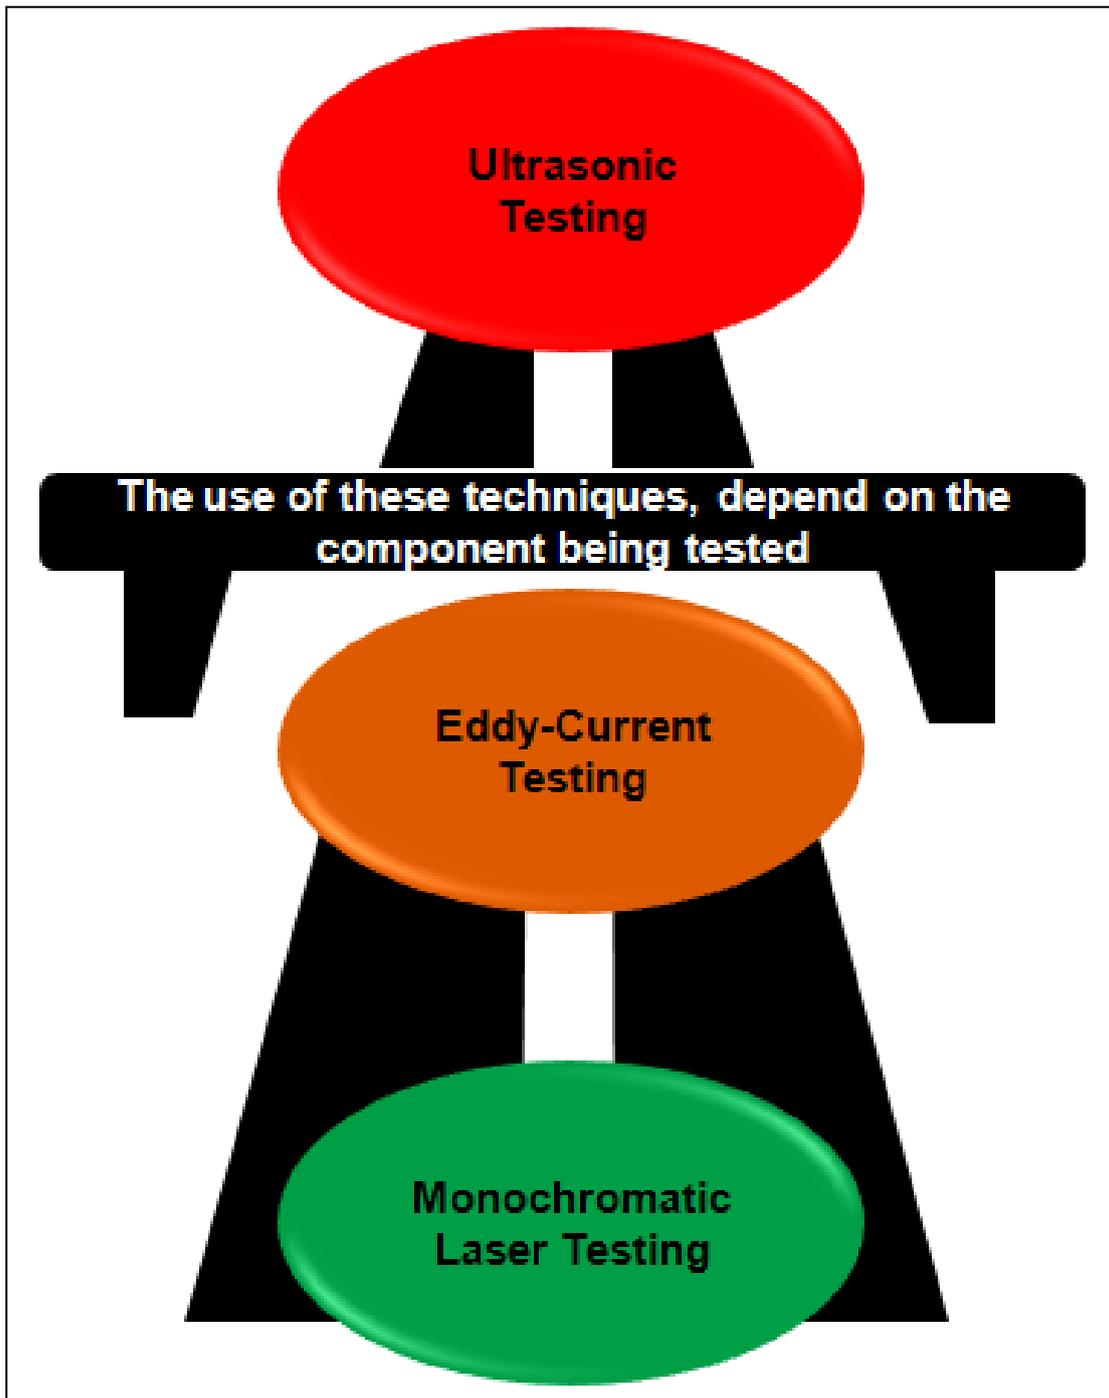 Ultrasonic
Testing
The use of these techniques, depend on the
component being tested
Eddy-Current
Testing
Monochromatic
Laser Testing